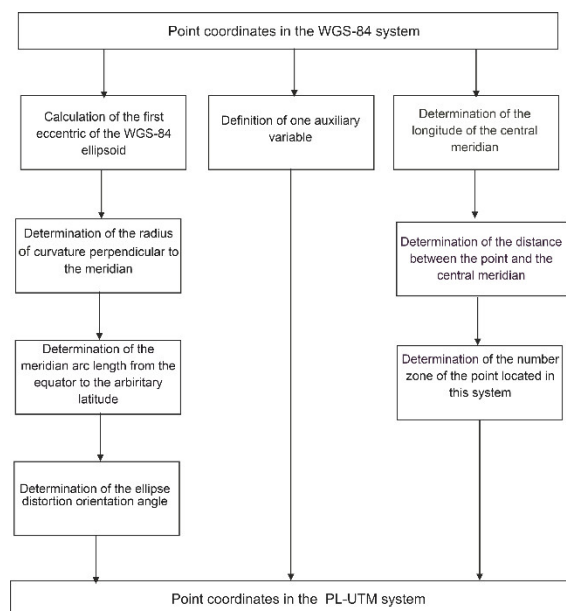 Point coordinates in the WGS-84 system
Calculation of the first
eccentric of the WGS-84
ellipsoid
Definition of one auxiliary
variable
Determination of the
longitude of the central
meridian
Determination of the radius
of curvature perpendicular to
the meridian
Determination of the distance
between the point and the
central meridian
Determination of the
meridian arc length from the
equator to the arbiritary
latitude
Determination of the number
zone of the point located in
this system
Determination of the ellipse
distortion orientation angle
Point coordinates in the PL-UTM system